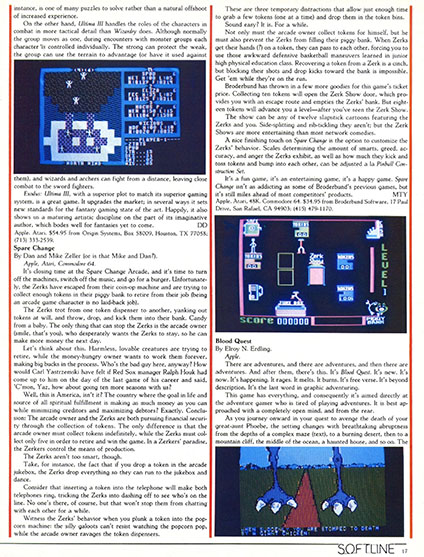 instance, is one of many puzzles to solve rather than a natural offshoot
of increased experience.
On the other hand, Ultima III handles the roles of the characters in
combat in more tactical detail than Wizardry does. Although normally
the group moves as one, during encounters with monster groups each
character is controlled individually. The strong can protect the weak,
the group can use the terrain to advantage (or have it used against
them), and wizards and archers can fight from a distance, leaving close
combat to the sword fighters.
Exodus: Ultima III, with a superior plot to match its superior gaming
system, is a great game. It upgrades the market; in several ways it sets
new standards for the fantasy gaming state of the art. Happily, it also
shows in a maturing artistic discipline on the part of its imaginative
author, which bodes well for fantasies yet to come. DD
Apple, Atari. $54.95 from Origin Systems, Box 58009, Houston, TX 77058;
(713) 333-2539.
Spare Change
By Dan and Mike Zeller (or is that Mike and Dan?).
Apple, Atari, Commodore 64.
It's closing time at the Spare Change Arcade, and it's time to turn
off the machines, switch off the music, and go for a burger. Unfortunate-
ly, the Zerks have escaped from their coin-op machine and are trying to
collect enough tokens in their piggy bank to retire from their job (being
an arcade game character is no laid-back job).
The Zerks trot from one token dispenser to another, yanking out
tokens at will, and throw, drop, and kick them into their bank. Candy
from a baby. The only thing that can stop the Zerks is the arcade owner
(smile, that's you), who desperately wants the Zerks to stay, so he can
make more money the next day.
Let's think about this. Harmless, lovable creatures are trying to
retire, while the money-hungry owner wants to work them forever,
making big bucks in the process. Who's the bad guy here, anyway? How
would Carl Yastrzemski have felt if Red Sox manager Ralph Houk had
come up to him on the day of the last game of his career and said,
"C'mon, Yaz, how about going ten more seasons with us?
Well, this is America, isn't it? The country where the goal in life and
source of all spiritual fulfillment is making as much money as you can
while minimizing creditors and maximizing debtors? Exactly. Conclu-
sion: The arcade owner and the Zerks are both pursuing financial securi-
ty through the collection of tokens. The only difference is that the
arcade owner must collect tokens indefinitely, while the Zerks must col-
lect only five in order to retire and win the game. In a Zerkers' paradise,
the Zerkers control the means of production.
The Zerks aren't too smart, though.
Take, for instance, the fact that if you drop a token in the arcade
jukebox, the Zerks drop everything so they can run to the jukebox and
dance.
Consider that inserting a token into the telephone will make both
telephones ring, tricking the Zerks into dashing off to see who's on the
line. No one's there, of course, but that won't stop them from chatting
with each other for a while.
Witness the Zerks' behavior when you plunk a token into the pop-
corn machine: the silly galoots can't resist watching the popcorn pop,
while the arcade owner ravages the token dispensers.
These are three temporary distractions that allow just enough time
to grab a few tokens (one at a time) and drop them in the token bins.
Sound easy? It is. For a while.
Not only must the arcade owner collect tokens for himself, but he
must also prevent the Zerks from filling their piggy bank. When Zerks
get their hands (?) on a token, they can pass to each other, forcing you to
use those awkward defensive basketball maneuvers learned in junior
high physical education class. Recovering a token from a Zerk is a cinch,
but blocking their shots and drop kicks toward the bank is impossible.
Get 'em while they're on the run.
Broderbund has thrown in a few more goodies for this game's ticket
price. Collecting ten tokens will open the Zerk Show door, which pro-
vides you with an escape route and empties the Zerks' bank. But eight-
een tokens will advance you a level—after you've seen the Zerk Show.
The show can be any of twelve slapstick cartoons featuring the
Zerks and you. Side-splitting and rib-tickling they aren't; but the Zerk
Shows are more entertaining than most network comedies.
A nice finishing touch on Spare Change is the option to customize the
Zerks' behavior. Scales determining the amount of smarts, greed, ac-
curacy, and anger the Zerks exhibit, as well as how much they kick and
toss tokens and bump into each other, can be adjusted à la Pinball Con-
struction Set.
It's a fun game, it's an entertaining game, it's a happy game. Spare
Change isn't as addicting as some of Broderbund's previous games, but
it's still miles ahead of most competitors' products. MTY
Apple, Atari, 48K, Commodore 64. $34.95 from Broderbund Software, 17 Paul
Drive, San Rafael, CA 94903; (415) 479-1170.
LEVEL
1
score 000000
Blood Quest
By Elroy N. Erdling.
Apple.
There are adventures, and there are adventures, and then there are
adventures. And after them, there's this. It's Blood Quest. It's new. It's
now. It's happening. It rages. It melts. It burns. It's free verse. It's beyond
English. It's the last word in graphic adventuring.
This game has everything, and consequently it's aimed directly at
the adventure gamer who is tired of playing adventures. It is best ap-
proached with a completely open mind, and from the rear.
As you journey onward in your quest to avenge the death of your
great-aunt Phoebe, the setting changes with breathtaking abruptness
from the depths of a complex maze (text), to a burning desert, then to a
mountain cliff, the middle of the ocean, a haunted house, and so on. The
SOFTLINE 17